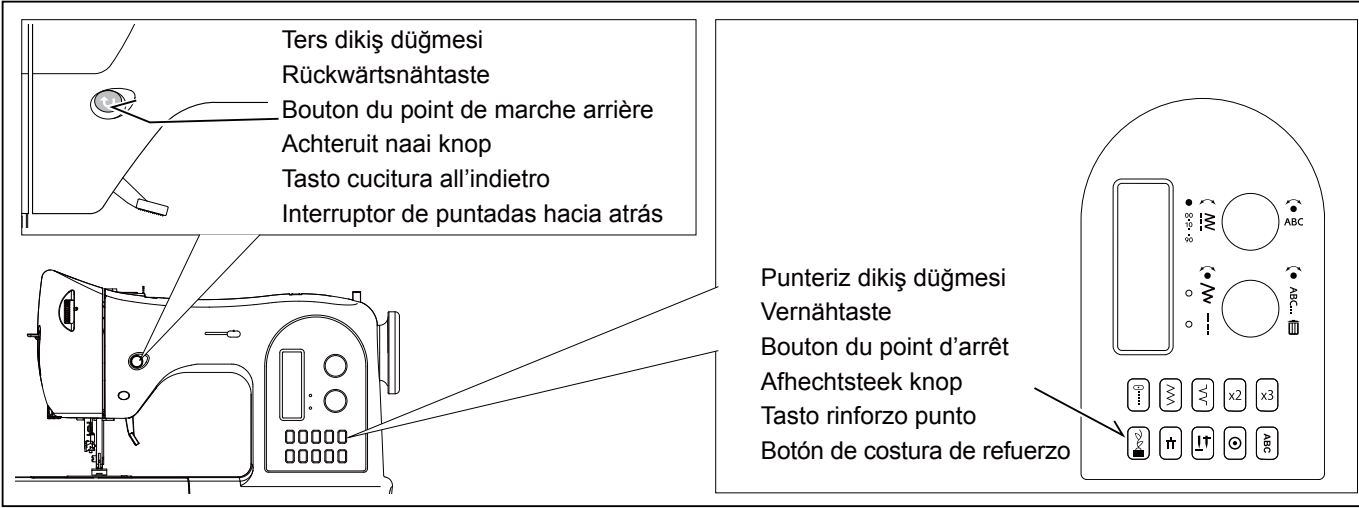 Ters dikiş düğmesi
Rückwärtsnähtaste
Bouton du point de marche arrière
Achteruit naai knop
Tasto cucitura all'indietro
Interruptor de puntadas hacia atrás
Punteriz dikiş düğmesi
Vernähtaste
Bouton du point d'arrêt
Afhechtsteek knop
Tasto rinforzo punto
Botón de costura de refuerzo
ABC
ABC...
x2
x3
ABC